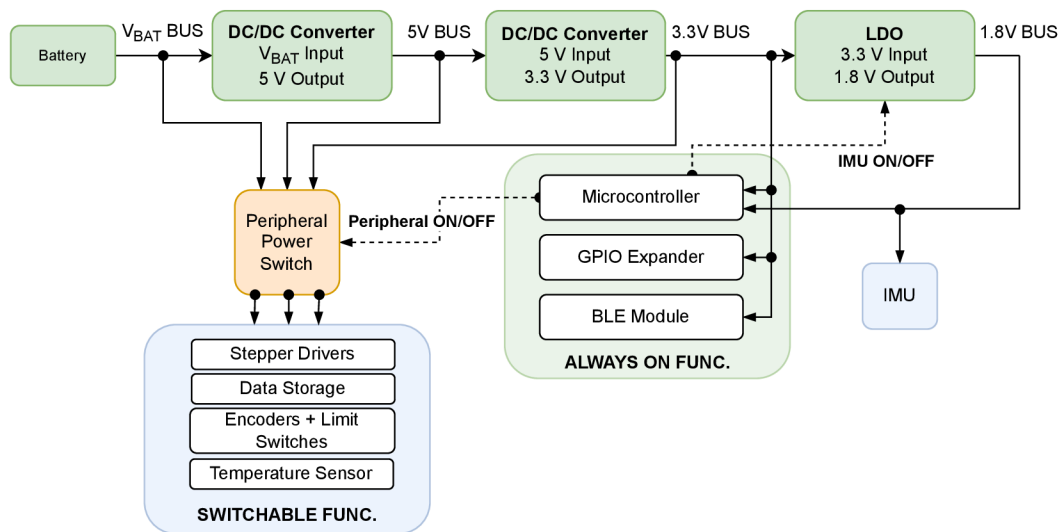 V_BAT BUS
5V BUS
3.3V BUS
1.8V BUS
Battery
DC/DC Converter
V_BAT Input
5 V Output
DC/DC Converter
5 V Input
3.3 V Output
LDO
3.3 V Input
1.8 V Output
IMU ON/OFF
Peripheral ON/OFF
Peripheral
Power
Switch
Microcontroller
GPIO Expander
BLE Module
ALWAYS ON FUNC.
IMU
Stepper Drivers
Data Storage
Encoders + Limit
Switches
Temperature Sensor
SWITCHABLE FUNC.